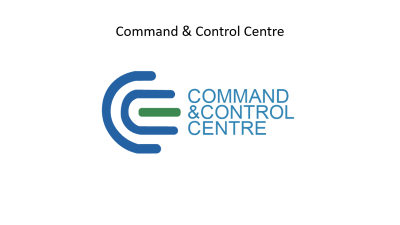 Command & Control Centre
COMMAND
&CONTROL
CENTRE